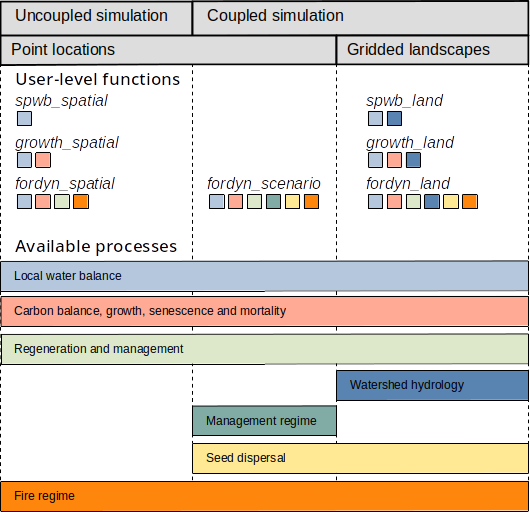 Uncoupled simulation Coupled simulation
Point locations Gridded landscapes
User-level functions
spwb_spatial spwb_land
growth_spatial growth_land
fordyn_spatial fordyn_scenario fordyn_land
Available processes
Local water balance
Carbon balance, growth, senescence and mortality
Regeneration and management
Watershed hydrology
Management regime
Seed dispersal
Fire regime